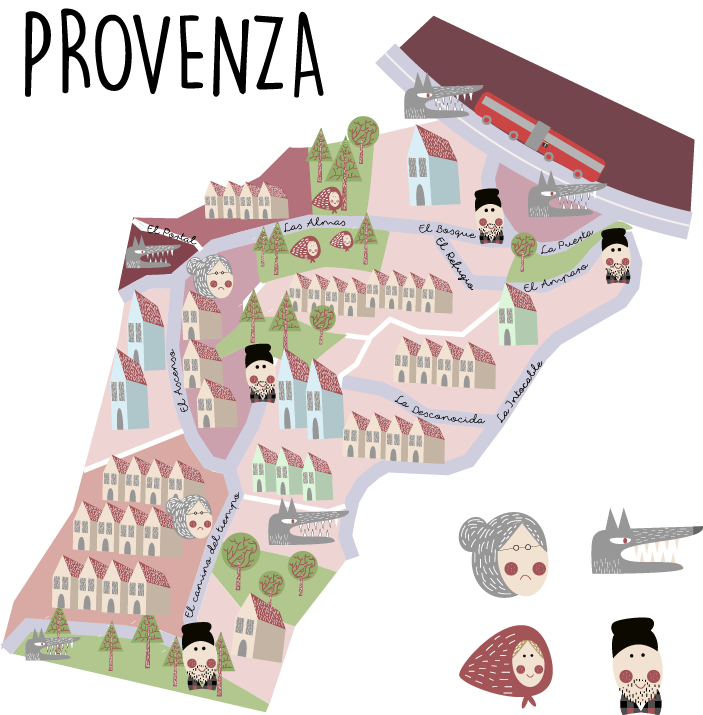 PROVENZA
El Portal
Las Almas
El Bosque
El Refugio
La Puerta
El Amparo
El Ascenso
La Desconocida
La Intocable
El camino del tiempo